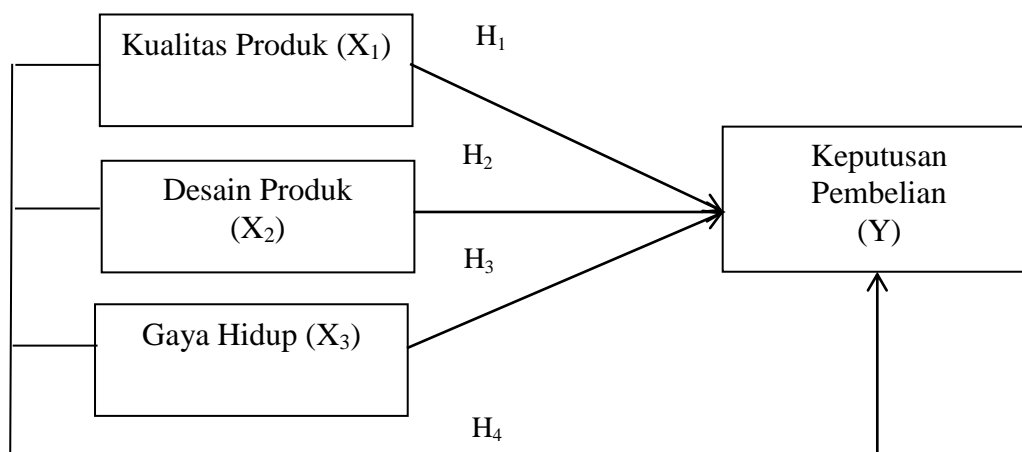 Kualitas Produk (X₁)
H₁
H₂
Desain Produk
(X₂)
Keputusan
Pembelian
(Y)
H₃
Gaya Hidup (X₃)
H₄